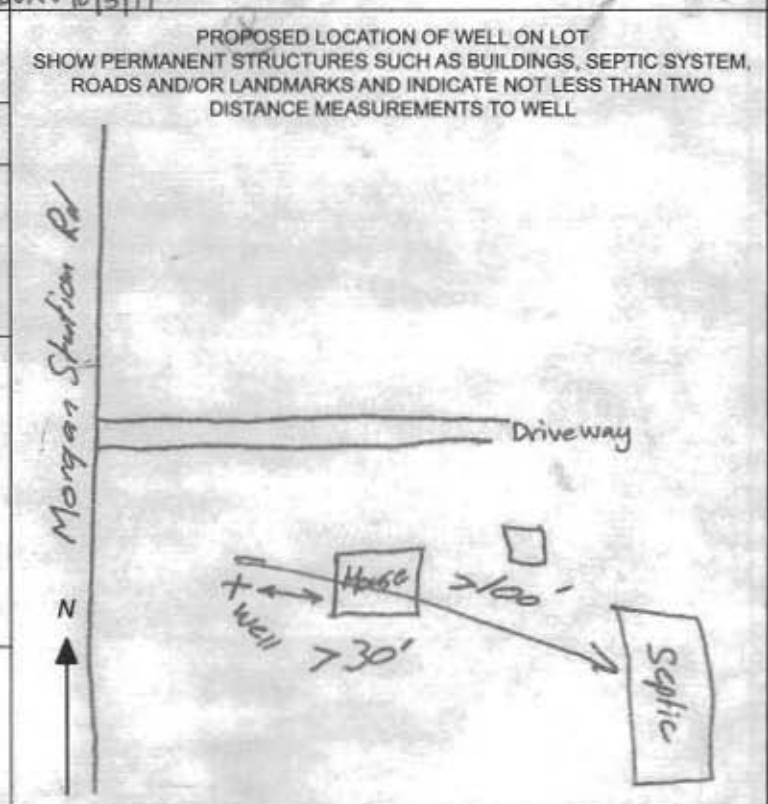 PROPOSED LOCATION OF WELL ON LOT
SHOW PERMANENT STRUCTURES SUCH AS BUILDINGS, SEPTIC SYSTEM,
ROADS AND/OR LANDMARKS AND INDICATE NOT LESS THAN TWO
DISTANCE MEASUREMENTS TO WELL
Morgan Station Rd
Driveway
House
>100'
+
Well
>30'
Septic
N